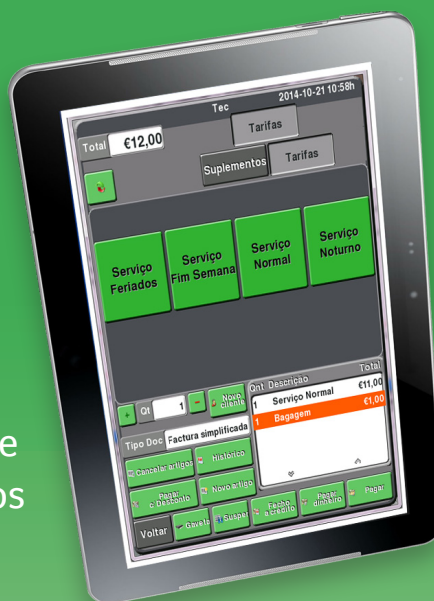 Tec 2014-10-21 10:58h
Total €12,00
Tarifas
Suplementos Tarifas
Serviço Feriados
Serviço Fim Semana
Serviço Normal
Serviço Noturno
+ Qt 1 - Novo cliente
Tipo Doc Factura simplificada
Qnt Descrição Total
1 Serviço Normal €11,00
1 Bagagem €1,00
Cancelar artigos Histórico
Pagar c Desconto Novo artigo
Voltar Gaveta Susper Fecho a crédito Pagar dinheiro Pagar
e
os